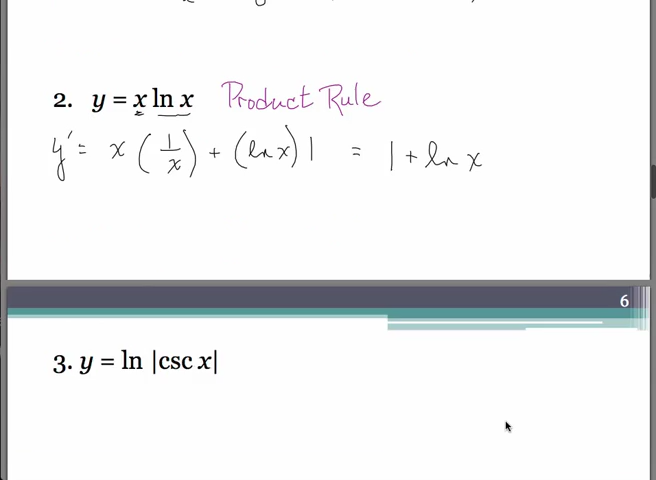 2. y = x ln x Product Rule
y' = x (1/x) + (ln x) 1 = 1 + ln x
6
3. y = ln |csc x|